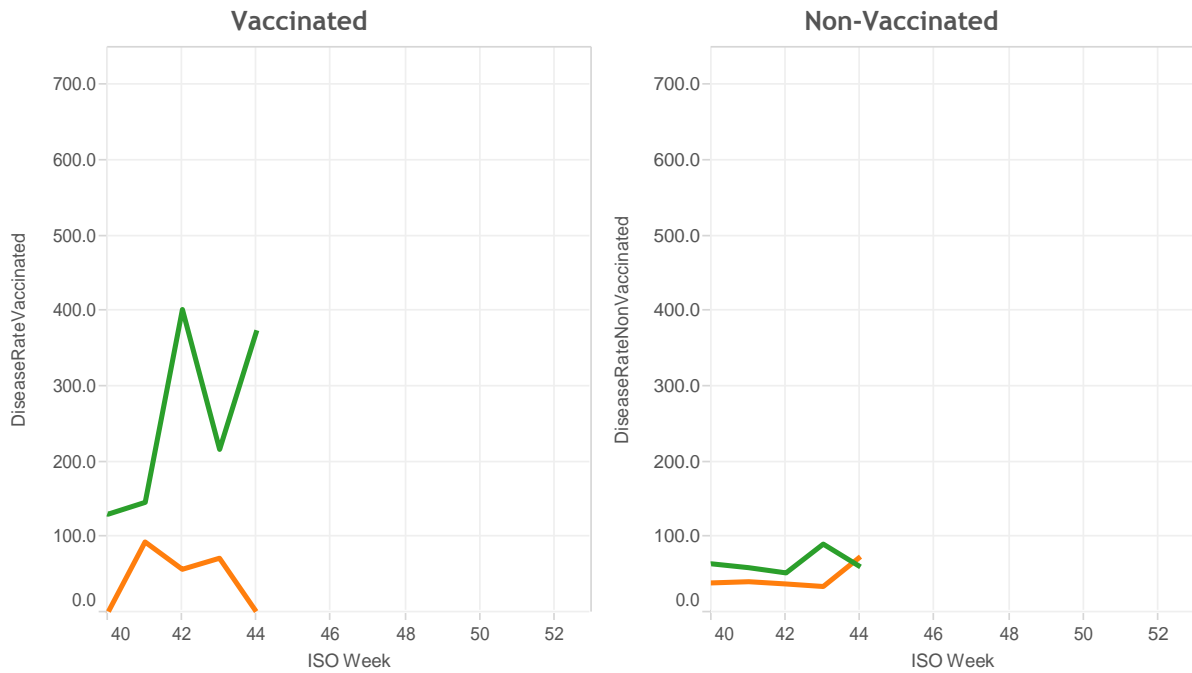 Vaccinated
DiseaseRateVaccinated
700.0
600.0
500.0
400.0
300.0
200.0
100.0
0.0
40 42 44 46 48 50 52
ISO Week
Non-Vaccinated
DiseaseRateNonVaccinated
700.0
600.0
500.0
400.0
300.0
200.0
100.0
0.0
40 42 44 46 48 50 52
ISO Week